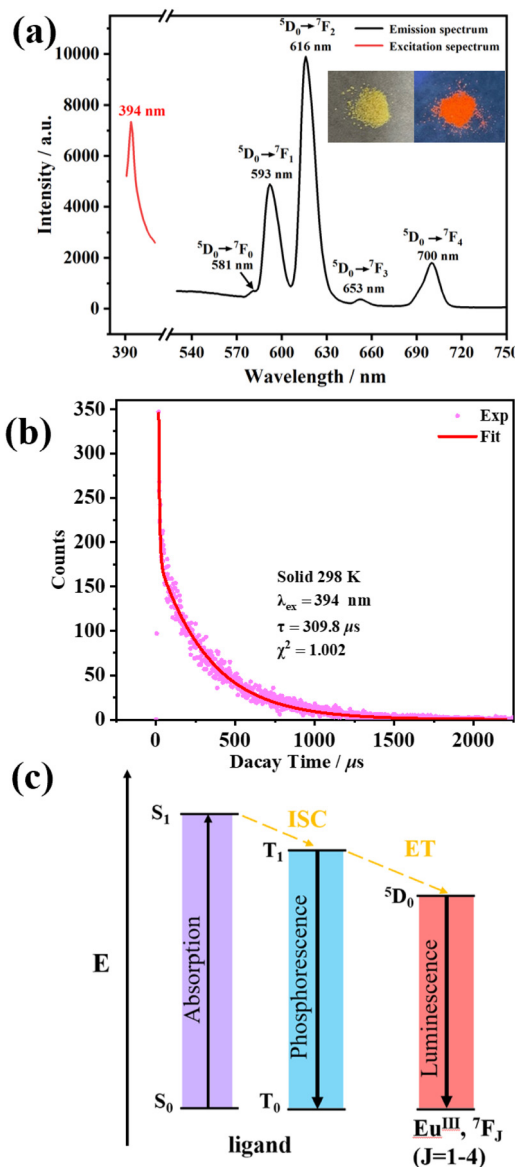 (a)
⁵D₀→⁷F₂
616 nm
Emission spectrum
Excitation sepectrum
394 nm
⁵D₀→⁷F₁
593 nm
⁵D₀→⁷F₀
581 nm
⁵D₀→⁷F₃
653 nm
⁵D₀→⁷F₄
700 nm
Intensity / a.u.
10000
8000
6000
4000
2000
0
390 540 570 600 630 660 690 720 750
Wavelength / nm
(b)
Exp
Fit
Solid 298 K
λₑₓ = 394 nm
τ = 309.8 μs
χ² = 1.002
Counts
350
300
250
200
150
100
50
0
0 500 1000 1500 2000
Dacay Time / μs
(c)
E
S₁
ISC
T₁
ET
⁵D₀
Absorption
Phosphorescence
Luminescence
S₀
T₀
ligand
Euᴵᴵᴵ, ⁷F_J
(J=1-4)